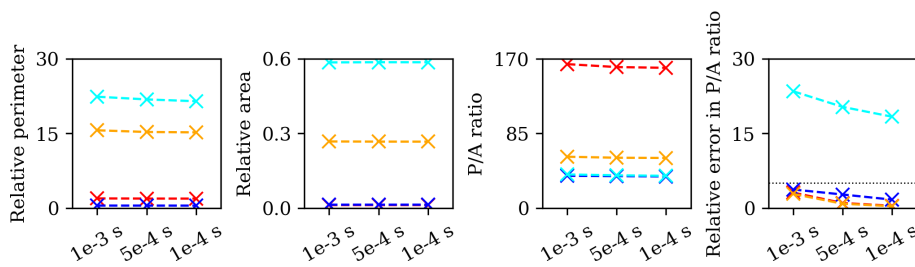 Relative perimeter
30
15
0
1e-3 s
5e-4 s
1e-4 s
Relative area
0.6
0.3
0.0
1e-3 s
5e-4 s
1e-4 s
P/A ratio
170
85
0
1e-3 s
5e-4 s
1e-4 s
Relative error in P/A ratio
30
15
0
1e-3 s
5e-4 s
1e-4 s